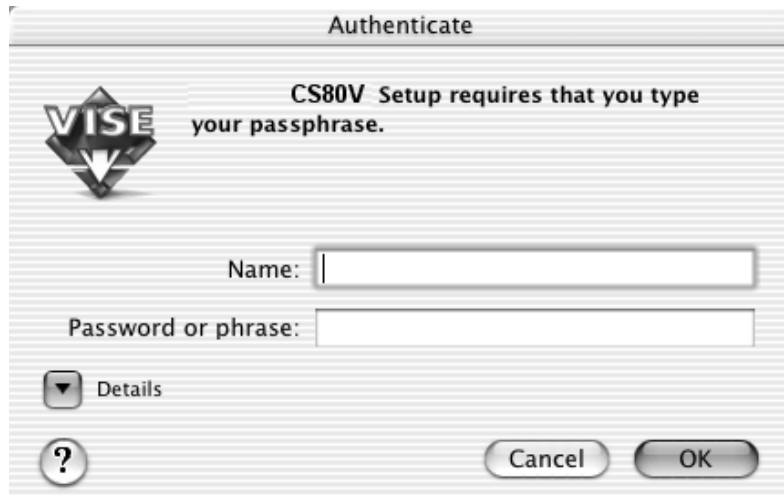 Authenticate
VISE
CS80V Setup requires that you type
your passphrase.
Name:
Password or phrase:
Details
?
Cancel
OK